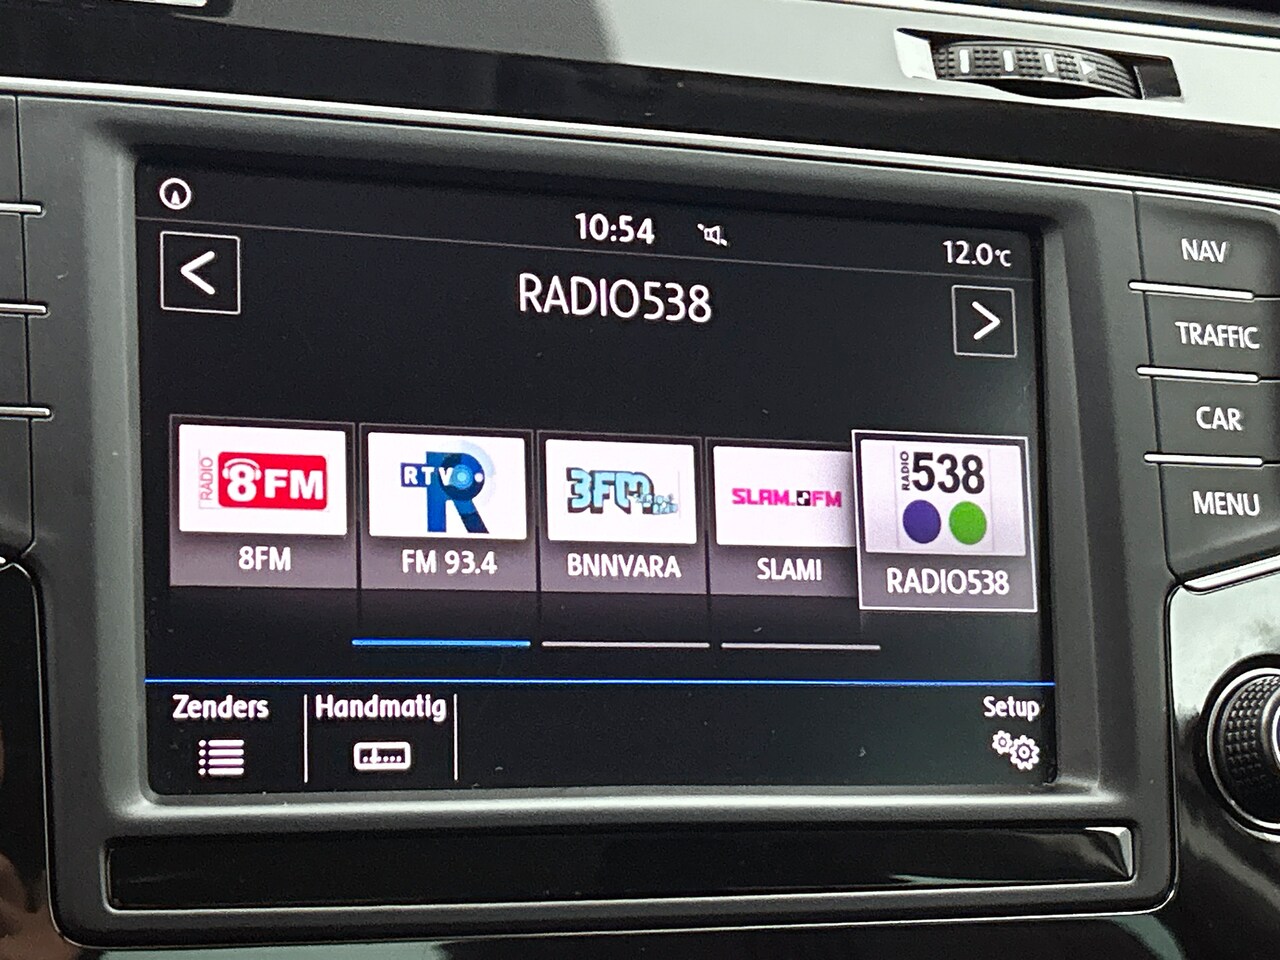 10:54
12.0°C
<
RADIO538
>
RADIO 8FM
RTV R
3FM
SLAM.FM
RADIO 538
8FM
FM 93.4
BNNVARA
SLAM!
RADIO538
Zenders
Handmatig
Setup
NAV
TRAFFIC
CAR
MENU